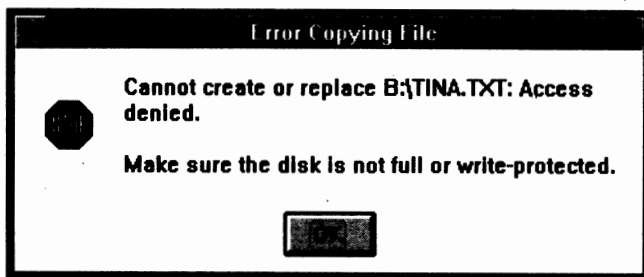 Error Copying File
Cannot create or replace B:\TINA.TXT: Access
denied.
Make sure the disk is not full or write-protected.
OK